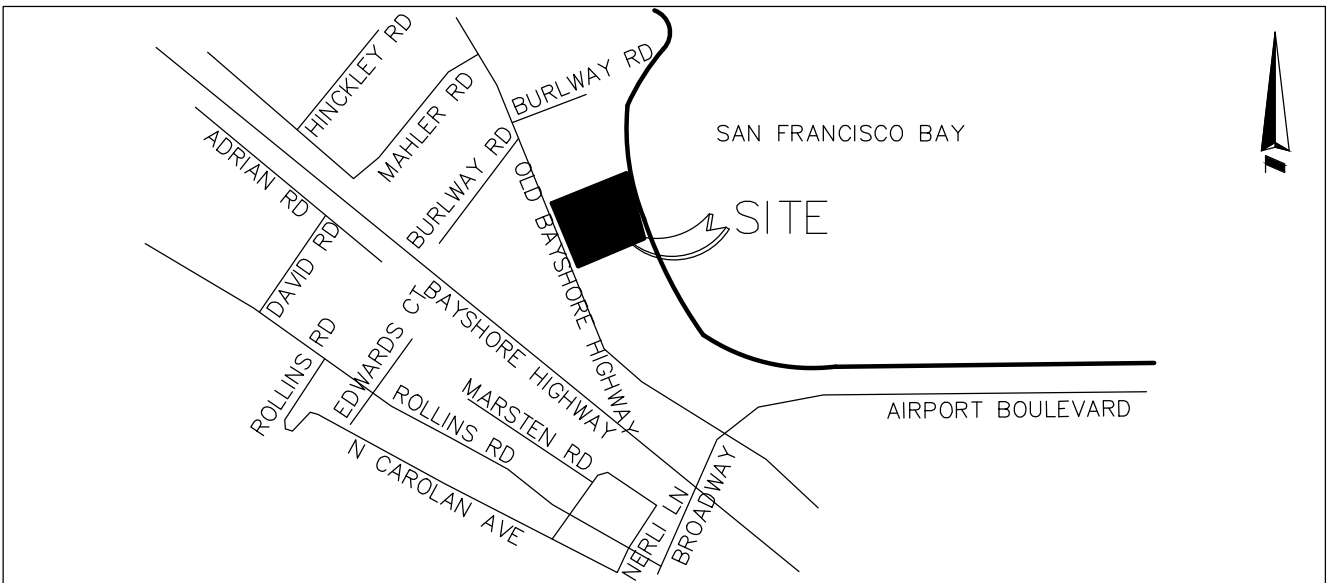 HINCKLEY RD
MAHLER RD
BURLWAY RD
SAN FRANCISCO BAY
ADRIAN RD
BURLWAY RD
OLD BAYSHORE HIGHWAY
SITE
DAVID RD
BAYSHORE HIGHWAY
EDWARDS CT
ROLLINS RD
ROLLINS RD
MARSTEN RD
AIRPORT BOULEVARD
N CAROLAN AVE
NERLI LN
BROADWAY
N